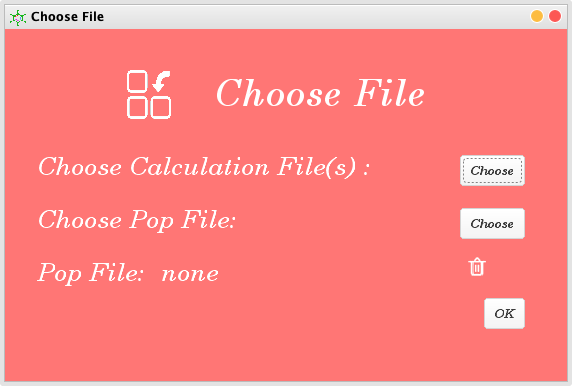 Choose File
Choose File
Choose Calculation File(s) : Choose
Choose Pop File: Choose
Pop File: none
OK